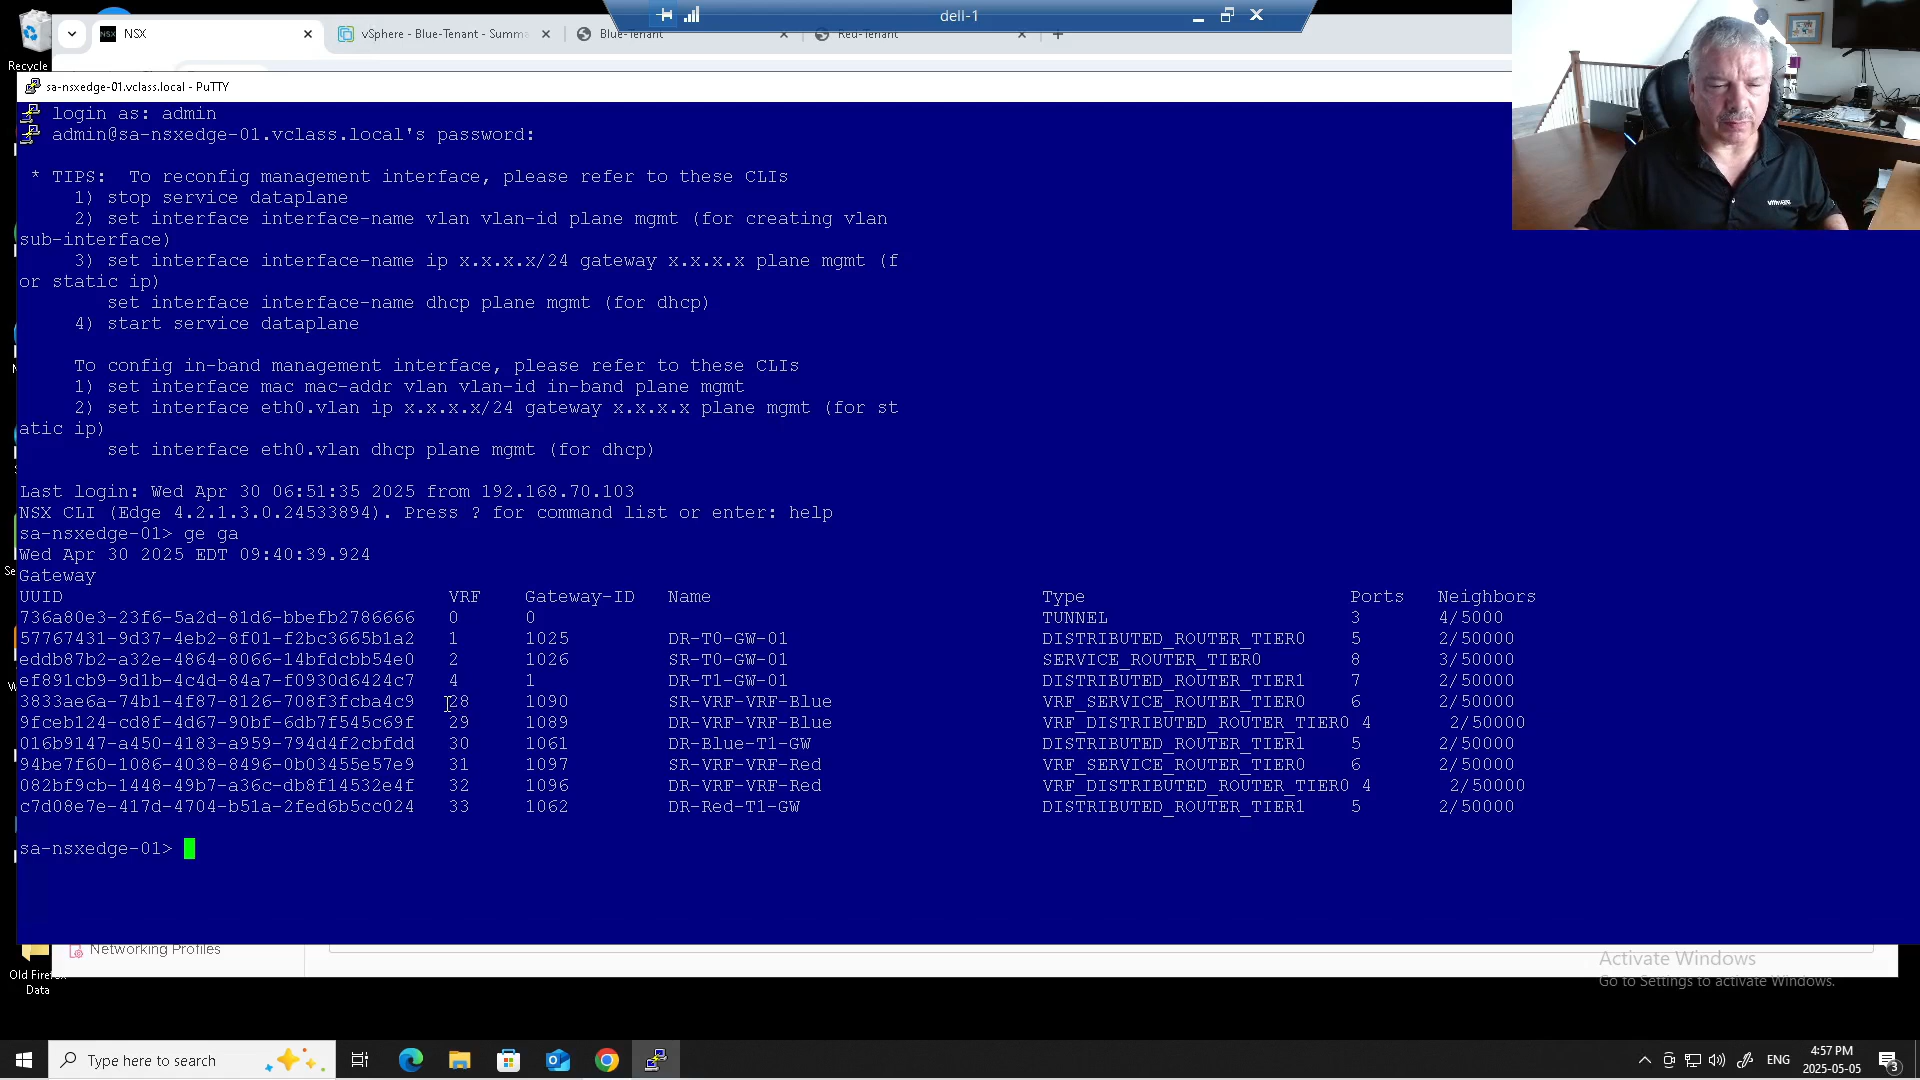 dell-1
NSX
vSphere - Blue-Tenant - Summa
Blue-Tenant
Red-Tenant
Recycle
sa-nsxedge-01.vclass.local - PuTTY
login as: admin
admin@sa-nsxedge-01.vclass.local's password:
* TIPS: To reconfig management interface, please refer to these CLIs
1) stop service dataplane
2) set interface interface-name vlan vlan-id plane mgmt (for creating vlan
sub-interface)
3) set interface interface-name ip x.x.x.x/24 gateway x.x.x.x plane mgmt (f
or static ip)
set interface interface-name dhcp plane mgmt (for dhcp)
4) start service dataplane
To config in-band management interface, please refer to these CLIs
1) set interface mac mac-addr vlan vlan-id in-band plane mgmt
2) set interface eth0.vlan ip x.x.x.x/24 gateway x.x.x.x plane mgmt (for st
atic ip)
set interface eth0.vlan dhcp plane mgmt (for dhcp)
Last login: Wed Apr 30 06:51:35 2025 from 192.168.70.103
NSX CLI (Edge 4.2.1.3.0.24533894). Press ? for command list or enter: help
sa-nsxedge-01> ge ga
Wed Apr 30 2025 EDT 09:40:39.924
Gateway
UUID VRF Gateway-ID Name Type Ports Neighbors
736a80e3-23f6-5a2d-81d6-bbefb2786666 0 0 TUNNEL 3 4/5000
57767431-9d37-4eb2-8f01-f2bc3665b1a2 1 1025 DR-T0-GW-01 DISTRIBUTED_ROUTER_TIER0 5 2/50000
eddb87b2-a32e-4864-8066-14bfdcbb54e0 2 1026 SR-T0-GW-01 SERVICE_ROUTER_TIER0 8 3/50000
ef891cb9-9d1b-4c4d-84a7-f0930d6424c7 4 1 DR-T1-GW-01 DISTRIBUTED_ROUTER_TIER1 7 2/50000
3833ae6a-74b1-4f87-8126-708f3fcba4c9 28 1090 SR-VRF-VRF-Blue VRF_SERVICE_ROUTER_TIER0 6 2/50000
9fceb124-cd8f-4d67-90bf-6db7f545c69f 29 1089 DR-VRF-VRF-Blue VRF_DISTRIBUTED_ROUTER_TIER0 4 2/50000
016b9147-a450-4183-a959-794d4f2cbfdd 30 1061 DR-Blue-T1-GW DISTRIBUTED_ROUTER_TIER1 5 2/50000
94be7f60-1086-4038-8496-0b03455e57e9 31 1097 SR-VRF-VRF-Red VRF_SERVICE_ROUTER_TIER0 6 2/50000
082bf9cb-1448-49b7-a36c-db8f14532e4f 32 1096 DR-VRF-VRF-Red VRF_DISTRIBUTED_ROUTER_TIER0 4 2/50000
c7d08e7e-417d-4704-b51a-2fed6b5cc024 33 1062 DR-Red-T1-GW DISTRIBUTED_ROUTER_TIER1 5 2/50000
sa-nsxedge-01>
Networking Profiles
Old Firef
Data
Activate Windows
Go to Settings to activate Windows.
Type here to search
ENG
4:57 PM
2025-05-05
3
vmware